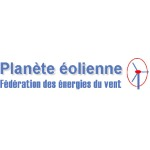 Planète éolienne
Fédération des énergies du vent